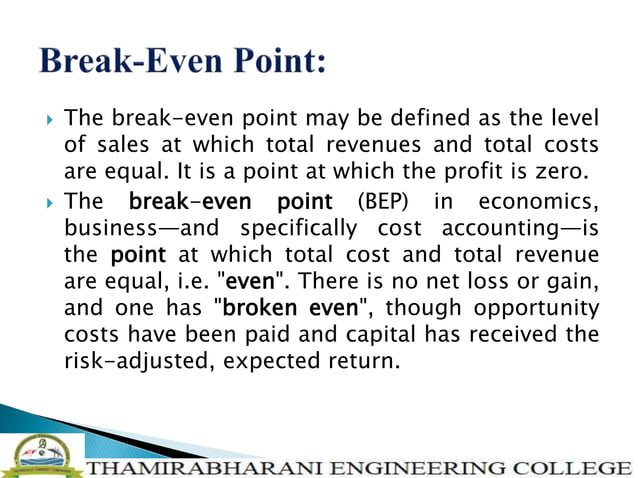 Break-Even Point:
The break-even point may be defined as the level
of sales at which total revenues and total costs
are equal. It is a point at which the profit is zero.
The break-even point (BEP) in economics,
business—and specifically cost accounting—is
the point at which total cost and total revenue
are equal, i.e. "even". There is no net loss or gain,
and one has "broken even", though opportunity
costs have been paid and capital has received the
risk-adjusted, expected return.
THAMIRABHARANI ENGINEERING COLLEGE